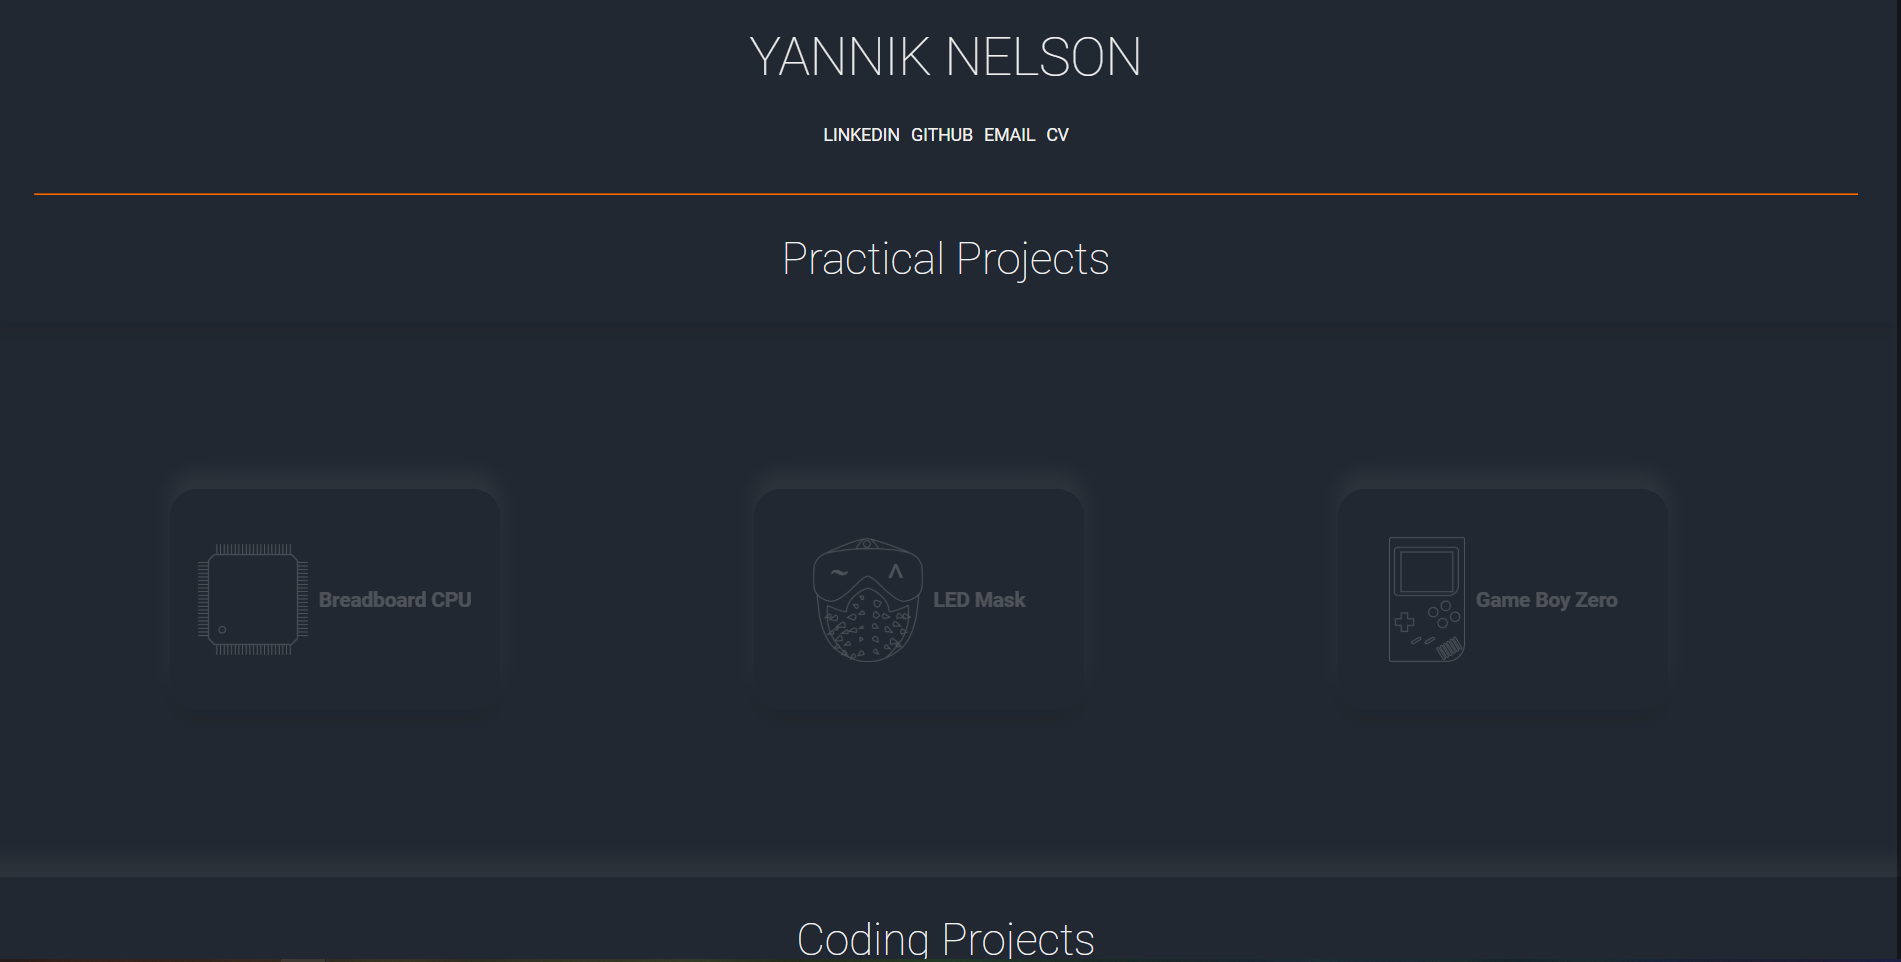 YANNIK NELSON
LINKEDIN GITHUB EMAIL CV
Practical Projects
Breadboard CPU
LED Mask
Game Boy Zero
Coding Projects